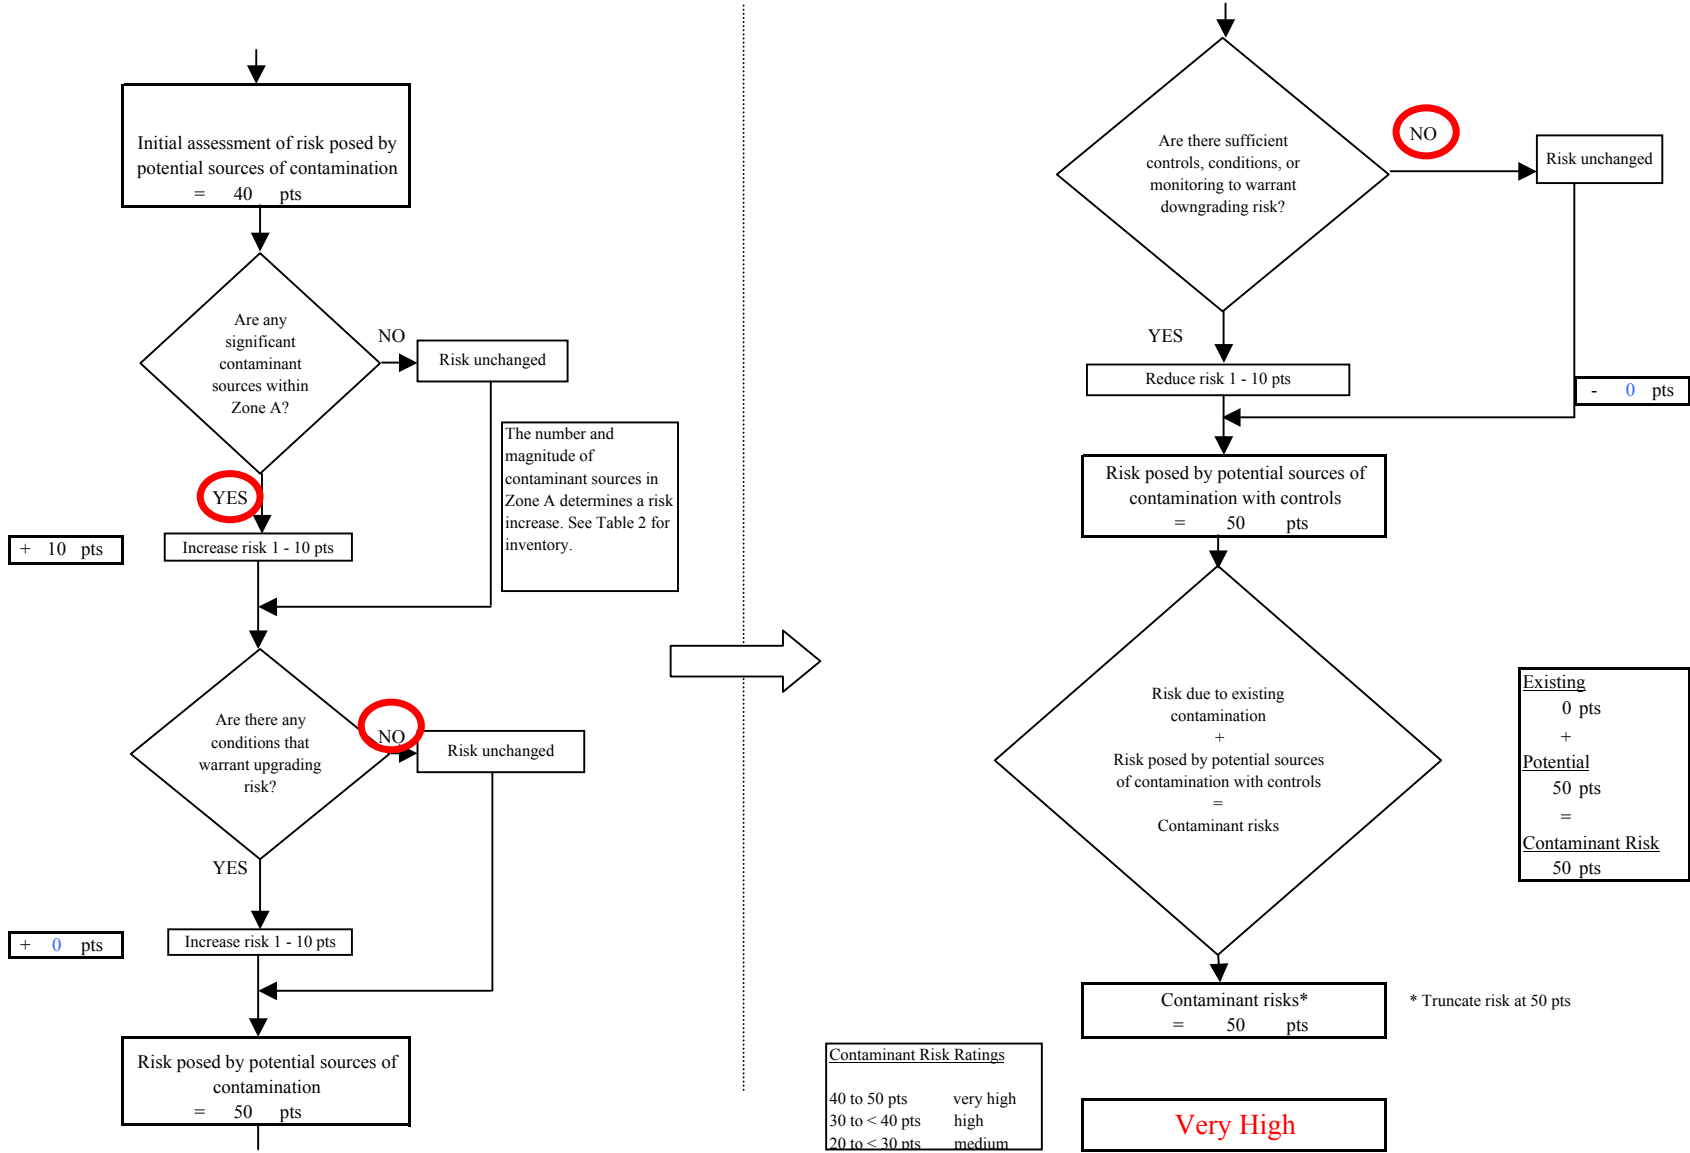 Initial assessment of risk posed by
potential sources of contamination
= 40 pts
Are any
significant
contaminant
sources within
Zone A?
NO
Risk unchanged
The number and
magnitude of
contaminant sources in
Zone A determines a risk
increase. See Table 2 for
inventory.
YES
+ 10 pts
Increase risk 1 - 10 pts
Are there any
conditions that
warrant upgrading
risk?
NO
Risk unchanged
YES
+ 0 pts
Increase risk 1 - 10 pts
Risk posed by potential sources of
contamination
= 50 pts
Are there sufficient
controls, conditions, or
monitoring to warrant
downgrading risk?
NO
Risk unchanged
YES
Reduce risk 1 - 10 pts
- 0 pts
Risk posed by potential sources of
contamination with controls
= 50 pts
Risk due to existing
contamination
+
Risk posed by potential sources
of contamination with controls
=
Contaminant risks
Existing
0 pts
+
Potential
50 pts
=
Contaminant Risk
50 pts
Contaminant risks*
= 50 pts
* Truncate risk at 50 pts
Contaminant Risk Ratings
40 to 50 pts very high
30 to < 40 pts high
20 to < 30 pts medium
Very High